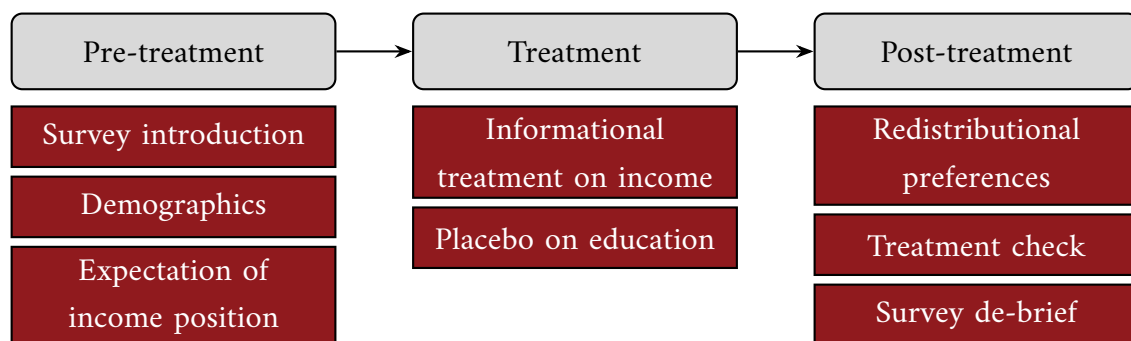 Pre-treatment
Survey introduction
Demographics
Expectation of
income position
Treatment
Informational
treatment on income
Placebo on education
Post-treatment
Redistributional
preferences
Treatment check
Survey de-brief